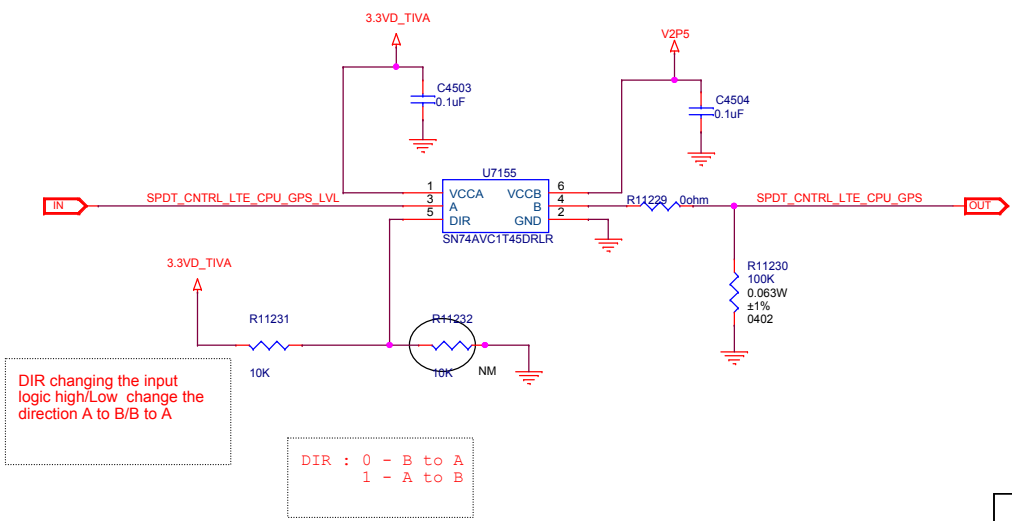 3.3VD_TIVA
V2P5
C4503
0.1uF
C4504
0.1uF
U7155
1 VCCA VCCB 6
IN SPDT_CNTRL_LTE_CPU_GPS_LVL 3 A B 4 R11229 0ohm SPDT_CNTRL_LTE_CPU_GPS OUT
5 DIR GND 2
SN74AVC1T45DRLR
3.3VD_TIVA
R11230
100K
0.063W
±1%
0402
R11231
10K
R11232
10K NM
DIR changing the input
logic high/Low change the
direction A to B/B to A
DIR : 0 - B to A
1 - A to B